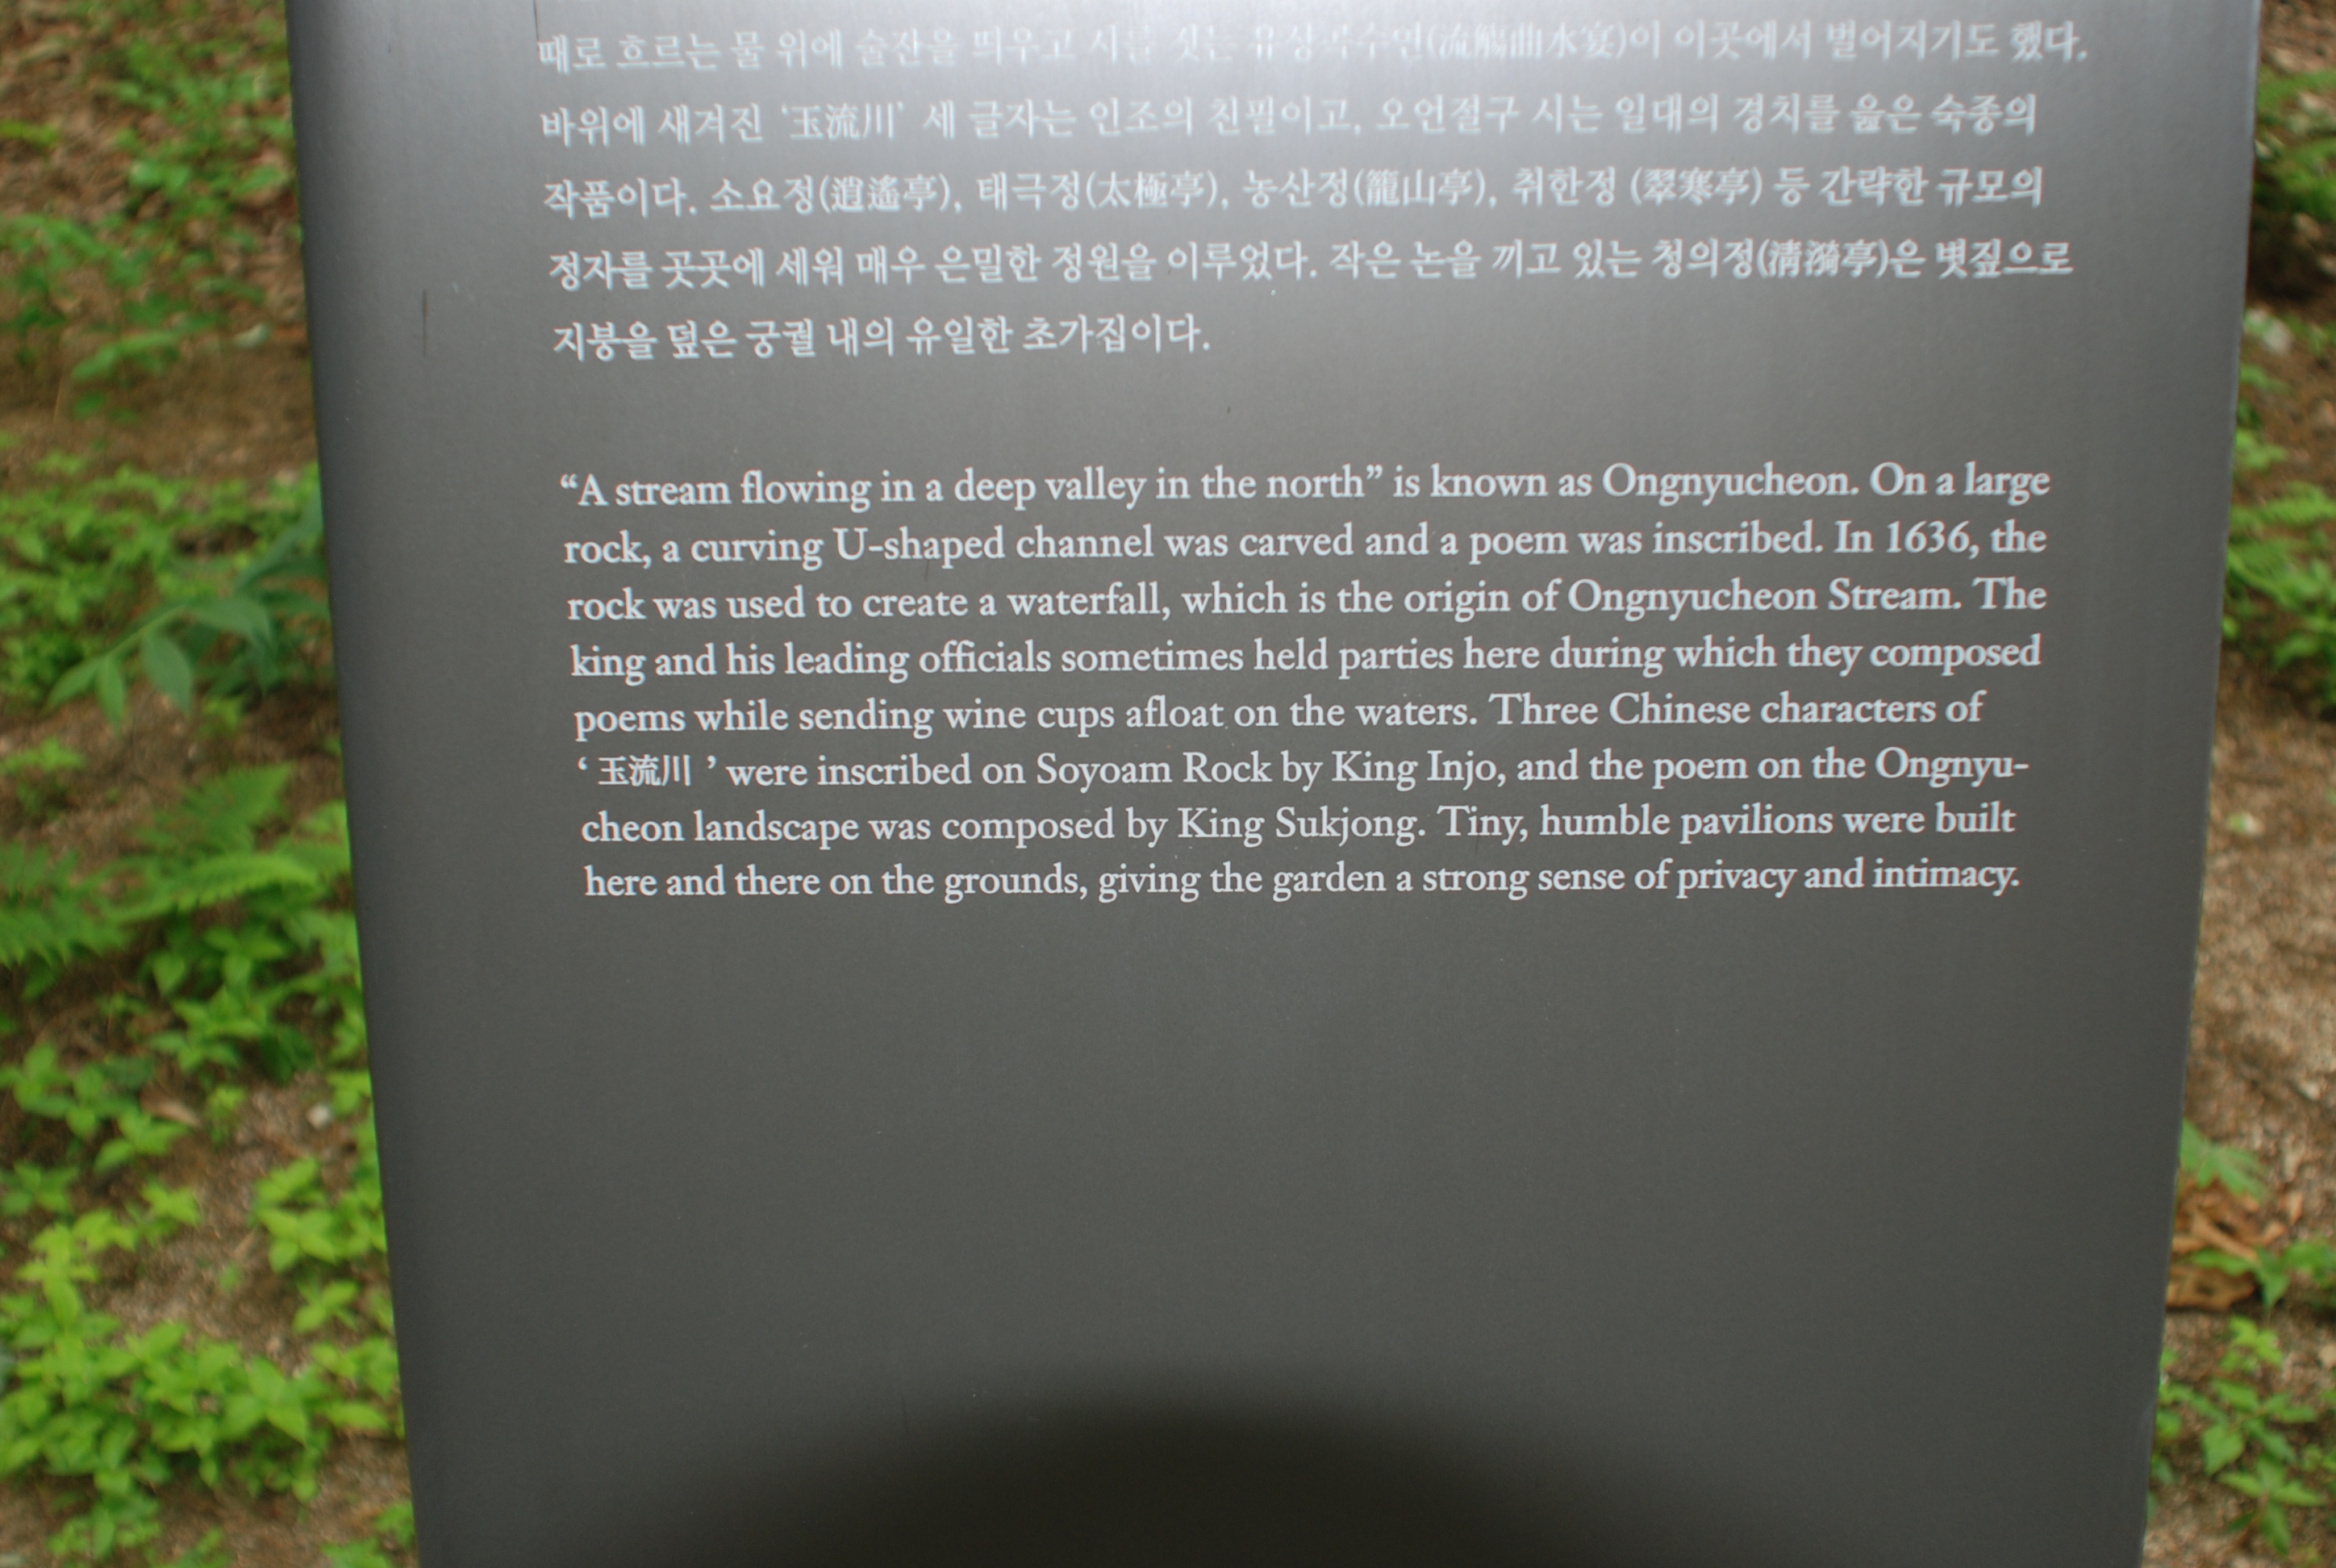 때로 흐르는 물 위에 술잔을 띄우고 시를 짓는 유상곡수연(流觴曲水宴)이 이곳에서 벌어지기도 했다.
바위에 새겨진 ‘玉流川’ 세 글자는 인조의 친필이고, 오언절구 시는 일대의 경치를 읊은 숙종의
작품이다. 소요정(逍遙亭), 태극정(太極亭), 농산정(籠山亭), 취한정 (翠寒亭) 등 간략한 규모의
정자를 곳곳에 세워 매우 은밀한 정원을 이루었다. 작은 논을 끼고 있는 청의정(淸漪亭)은 볏짚으로
지붕을 덮은 궁궐 내의 유일한 초가집이다.
“A stream flowing in a deep valley in the north” is known as Ongnyucheon. On a large
rock, a curving U-shaped channel was carved and a poem was inscribed. In 1636, the
rock was used to create a waterfall, which is the origin of Ongnyucheon Stream. The
king and his leading officials sometimes held parties here during which they composed
poems while sending wine cups afloat on the waters. Three Chinese characters of
‘ 玉流川 ’ were inscribed on Soyoam Rock by King Injo, and the poem on the Ongnyu-
cheon landscape was composed by King Sukjong. Tiny, humble pavilions were built
here and there on the grounds, giving the garden a strong sense of privacy and intimacy.